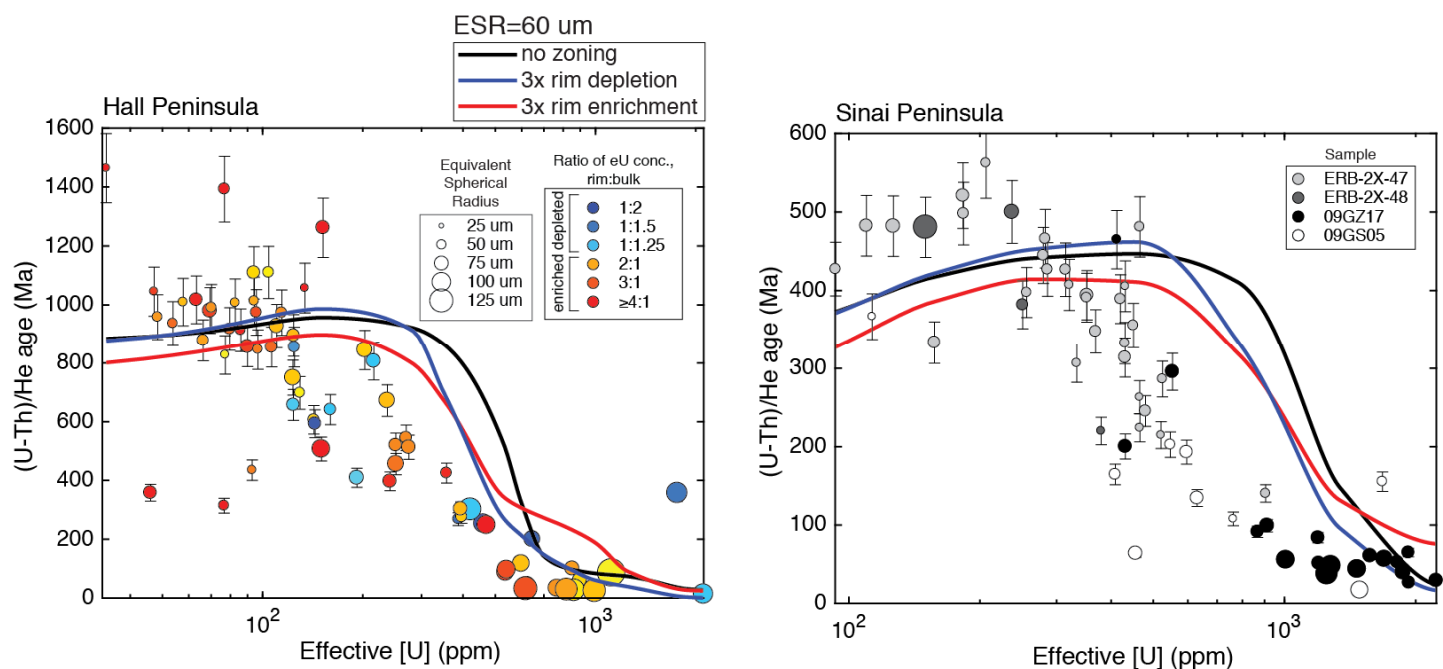 ESR=60 um
no zoning
3x rim depletion
3x rim enrichment
Hall Peninsula
1600
1400
1200
1000
800
600
400
200
0
(U-Th)/He age (Ma)
10²
10³
Effective [U] (ppm)
Equivalent
Spherical
Radius
25 um
50 um
75 um
100 um
125 um
Ratio of eU conc.,
rim:bulk
depleted
1:2
1:1.5
1:1.25
enriched
2:1
3:1
≥4:1
Sinai Peninsula
600
500
400
300
200
100
0
(U-Th)/He age (Ma)
10²
10³
Effective [U] (ppm)
Sample
ERB-2X-47
ERB-2X-48
09GZ17
09GS05